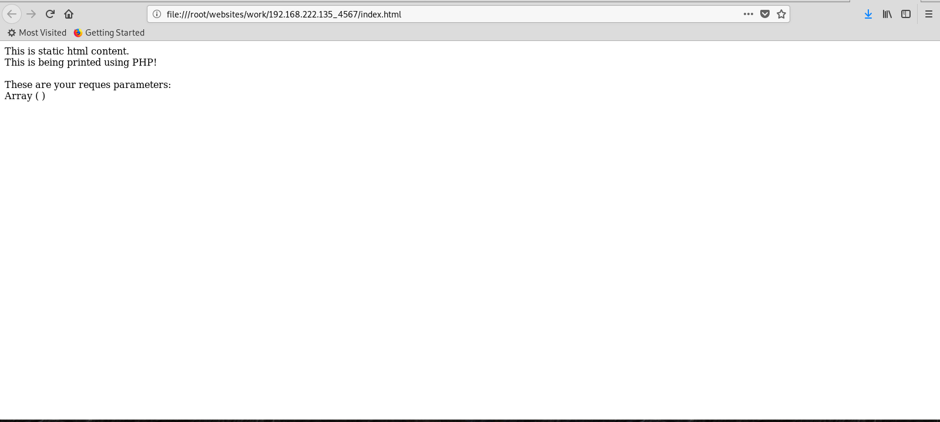 file:///root/websites/work/192.168.222.135_4567/index.html
Most Visited Getting Started
This is static html content.
This is being printed using PHP!
These are your reques parameters:
Array ( )